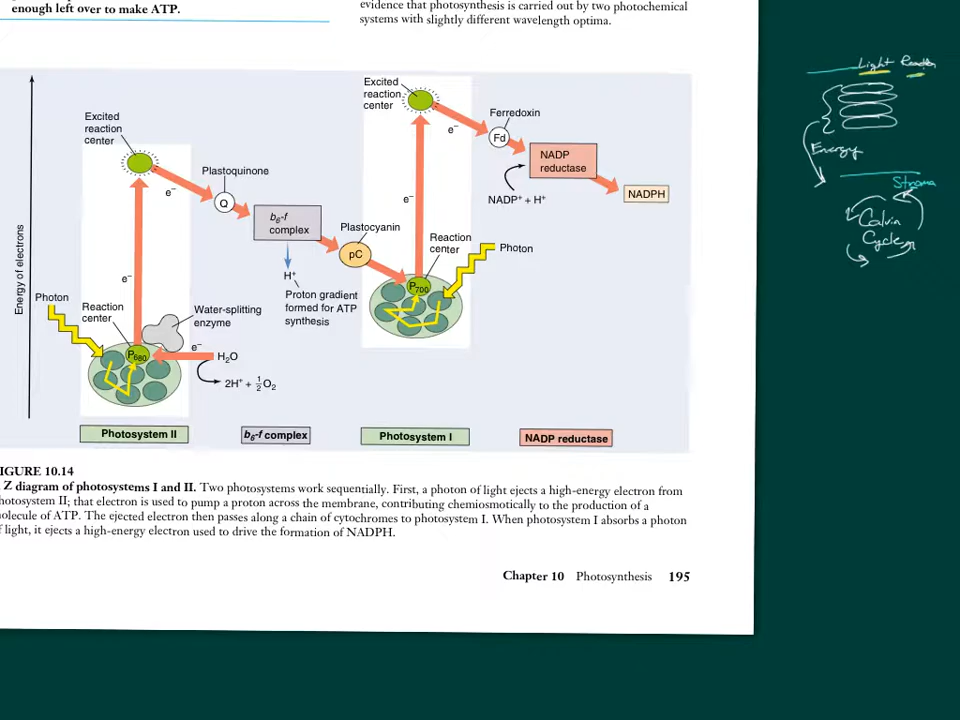 enough left over to make ATP.
evidence that photosynthesis is carried out by two photochemical
systems with slightly different wavelength optima.
Energy of electrons
Excited
reaction
center
Plastoquinone
e⁻
Q
b₆-f
complex
H⁺
Proton gradient
formed for ATP
synthesis
Plastocyanin
pC
e⁻
Photon
Reaction
center
P₆₈₀
Water-splitting
enzyme
e⁻
H₂O
2H⁺ + ½O₂
Excited
reaction
center
e⁻
Ferredoxin
Fd
NADP
reductase
NADP⁺ + H⁺
NADPH
e⁻
Reaction
center
Photon
P₇₀₀
Photosystem II
b₆-f complex
Photosystem I
NADP reductase
IGURE 10.14
Z diagram of photosystems I and II. Two photosystems work sequentially. First, a photon of light ejects a high-energy electron from
hotosystem II; that electron is used to pump a proton across the membrane, contributing chemiosmotically to the production of a
olecule of ATP. The ejected electron then passes along a chain of cytochromes to photosystem I. When photosystem I absorbs a photon
f light, it ejects a high-energy electron used to drive the formation of NADPH.
Chapter 10 Photosynthesis 195
Light Reaction
Energy
Stroma
Calvin
Cycle